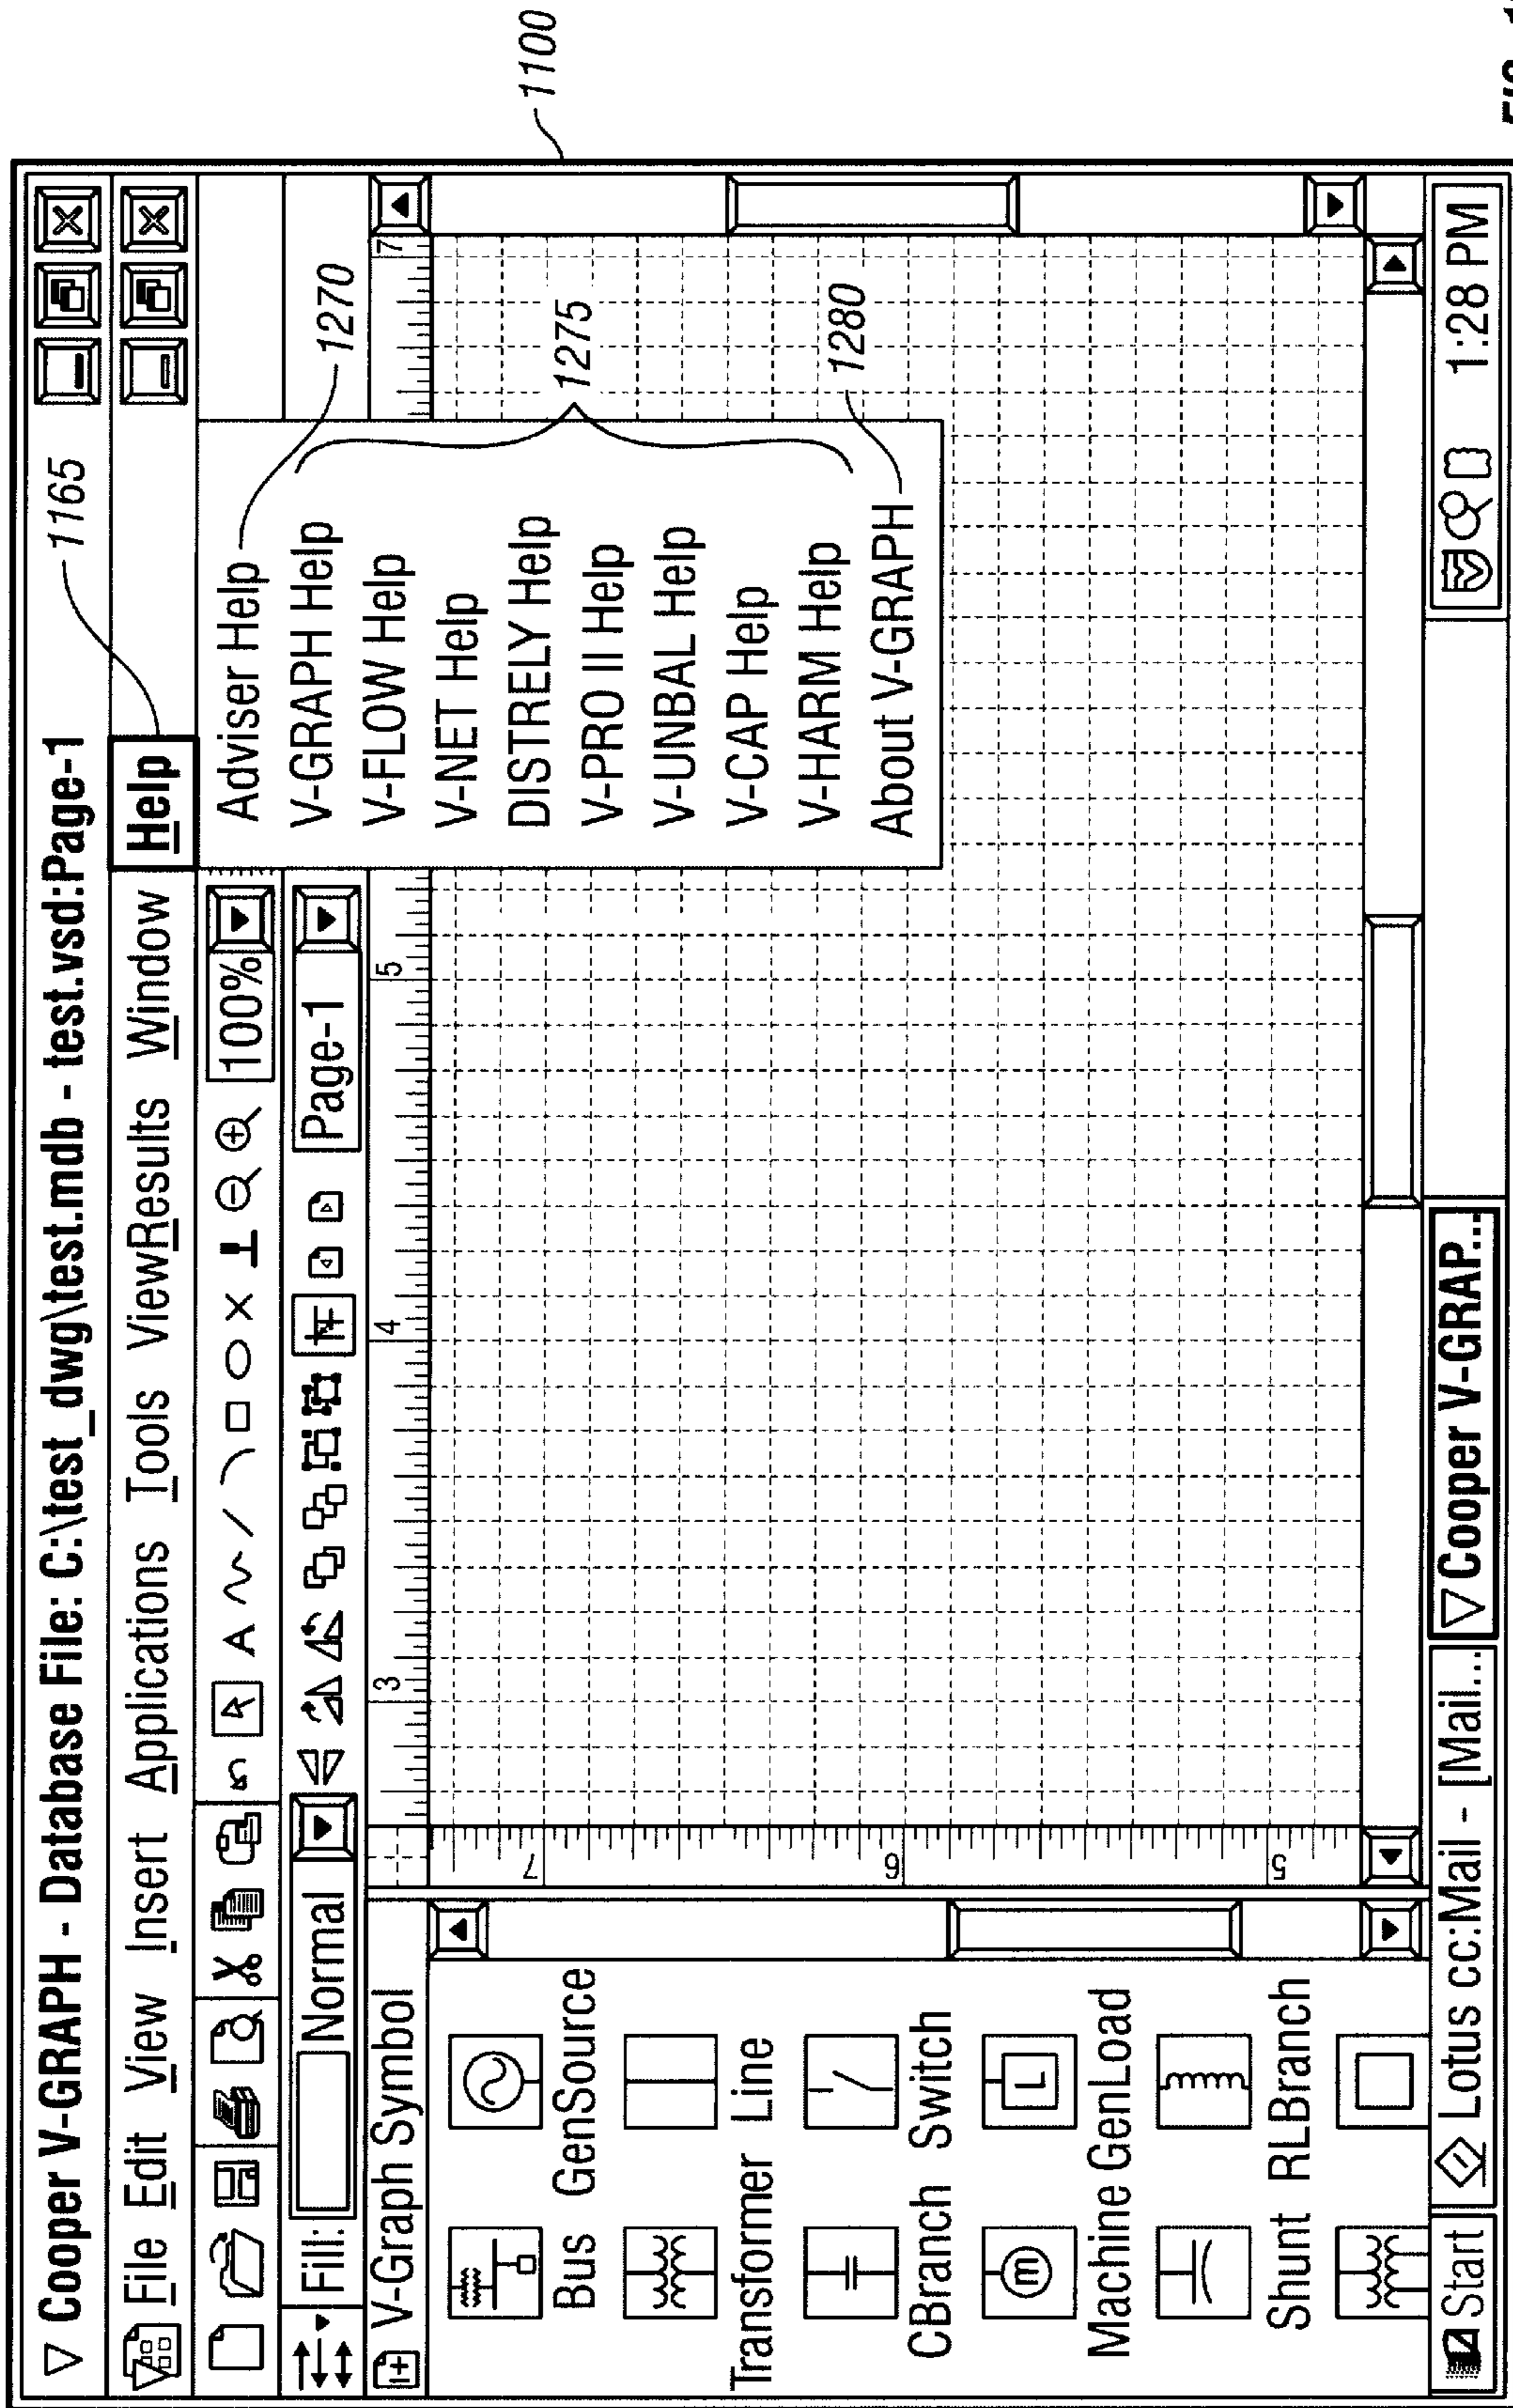 Cooper V-GRAPH - Database File: C:\test_dwg\test.mdb - test.vsd:Page-1
1165
File Edit View Insert Applications Tools ViewResults Window Help
A 100%
Fill: Normal Page-1
Adviser Help
V-GRAPH Help
V-FLOW Help
V-NET Help
DISTRELY Help
V-PRO II Help
V-UNBAL Help
V-CAP Help
V-HARM Help
About V-GRAPH
1270
1275
1280
1100
V-Graph Symbol
3 4 5 7
7
6
5
Bus GenSource
Transformer Line
CBranch Switch
m L
Machine GenLoad
Shunt RLBranch
Start Lotus cc:Mail - [Mail... Cooper V-GRAP... 1:28 PM